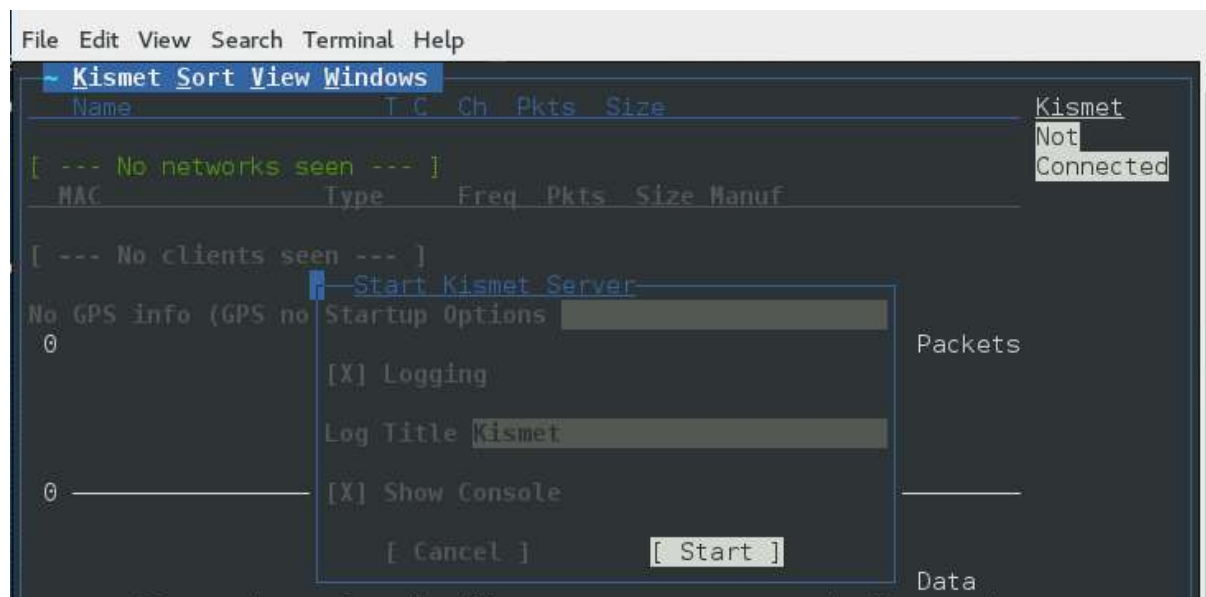 File Edit View Search Terminal Help
~ Kismet Sort View Windows
Name T C Ch Pkts Size
Kismet
Not
Connected
[ --- No networks seen --- ]
MAC Type Freq Pkts Size Manuf
[ --- No clients seen --- ]
Start Kismet Server
No GPS info (GPS no
Startup Options
0
Packets
[X] Logging
Log Title Kismet
0
[X] Show Console
[ Cancel ] [ Start ]
Data